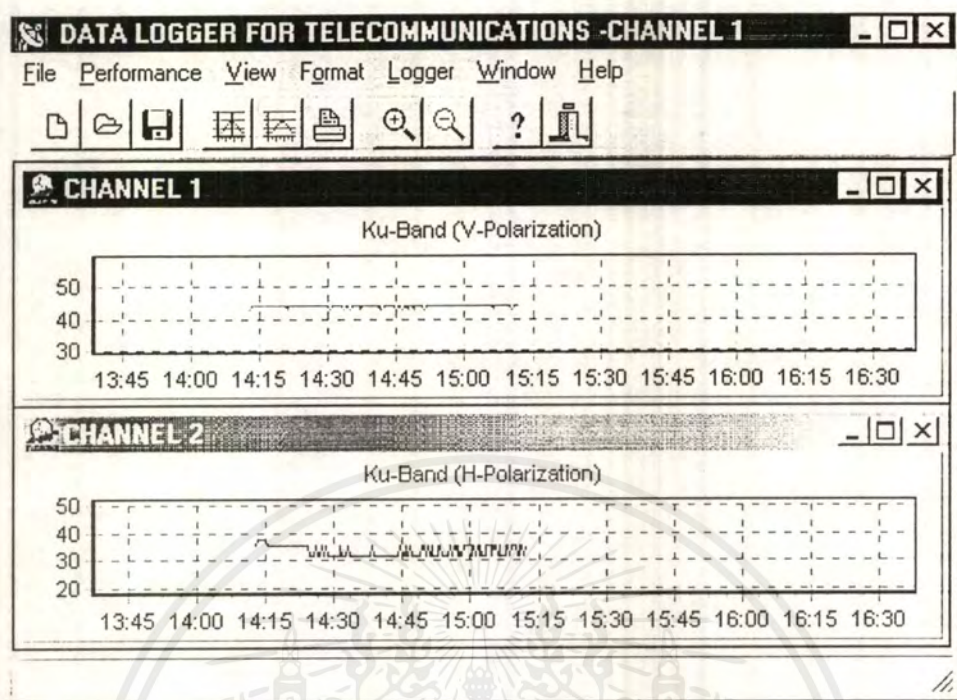 DATA LOGGER FOR TELECOMMUNICATIONS -CHANNEL 1
File Performance View Format Logger Window Help
?
CHANNEL 1
Ku-Band (V-Polarization)
50
40
30
13:45 14:00 14:15 14:30 14:45 15:00 15:15 15:30 15:45 16:00 16:15 16:30
CHANNEL 2
Ku-Band (H-Polarization)
50
40
30
20
13:45 14:00 14:15 14:30 14:45 15:00 15:15 15:30 15:45 16:00 16:15 16:30